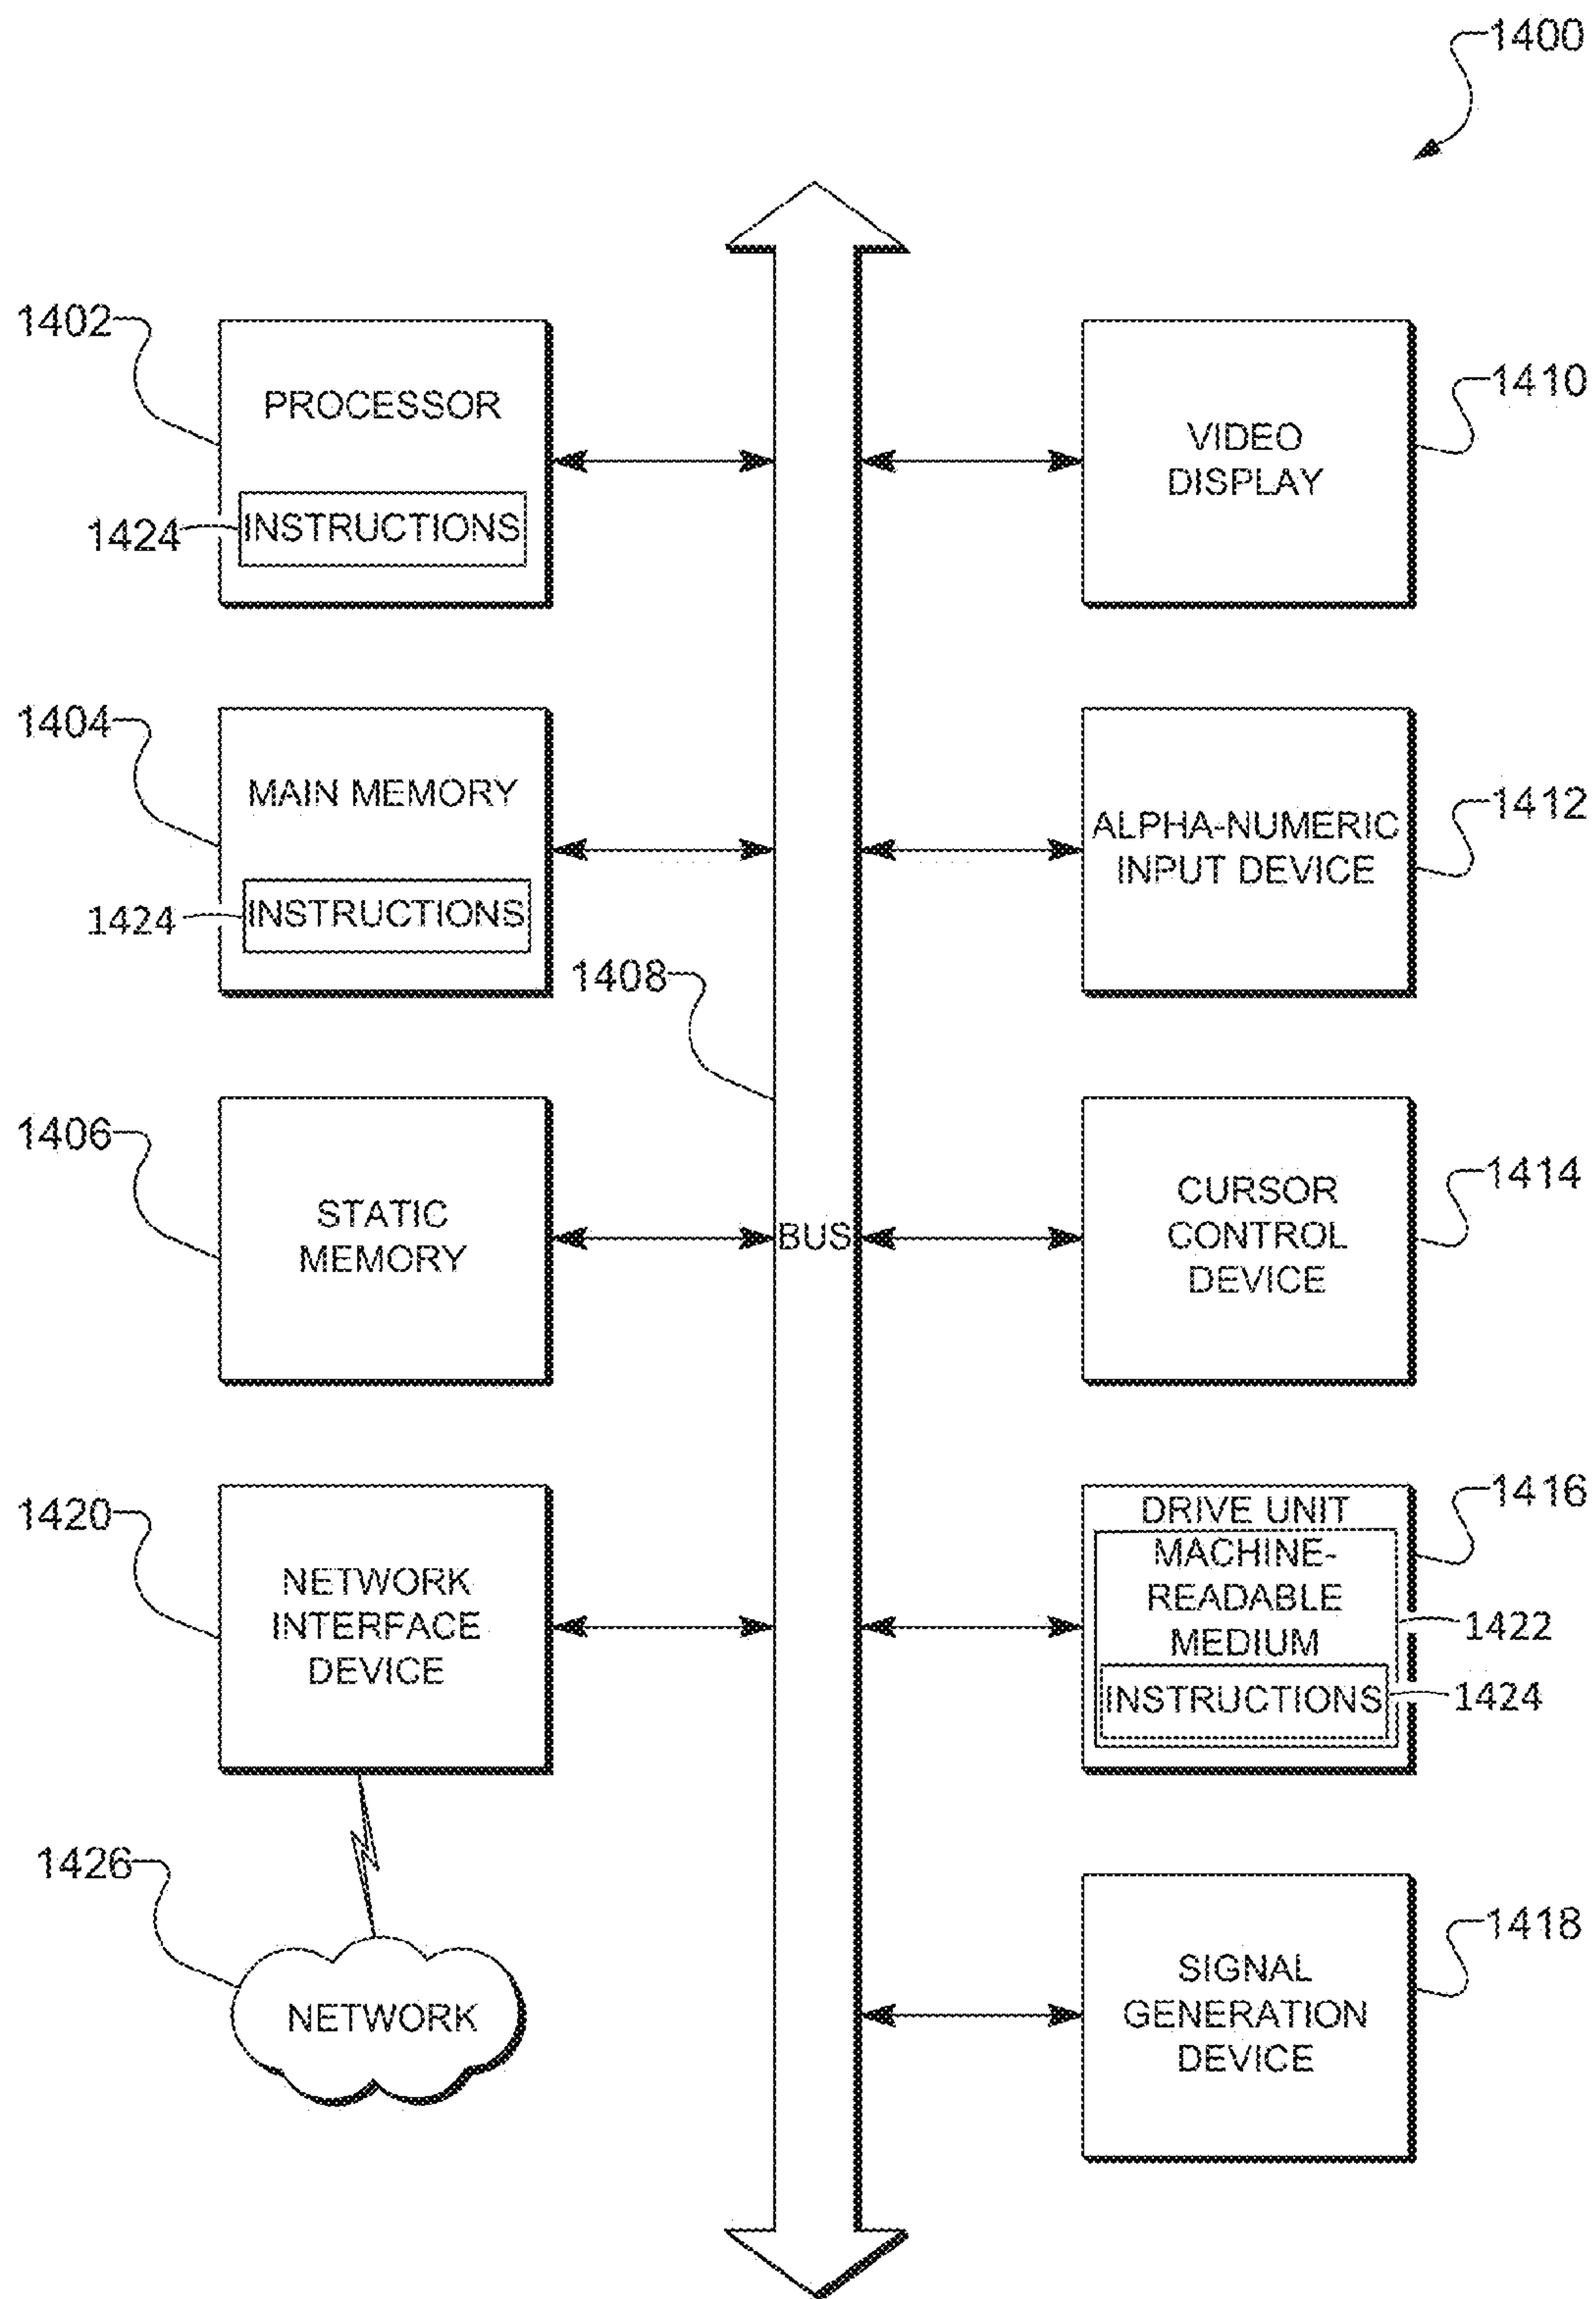 1400
1402
PROCESSOR
1424
INSTRUCTIONS
1410
VIDEO
DISPLAY
1404
MAIN MEMORY
1424
INSTRUCTIONS
1412
ALPHA-NUMERIC
INPUT DEVICE
1408
1406
STATIC
MEMORY
BUS
1414
CURSOR
CONTROL
DEVICE
1420
NETWORK
INTERFACE
DEVICE
1416
DRIVE UNIT
MACHINE-
READABLE
MEDIUM
1422
INSTRUCTIONS
1424
1426
NETWORK
1418
SIGNAL
GENERATION
DEVICE